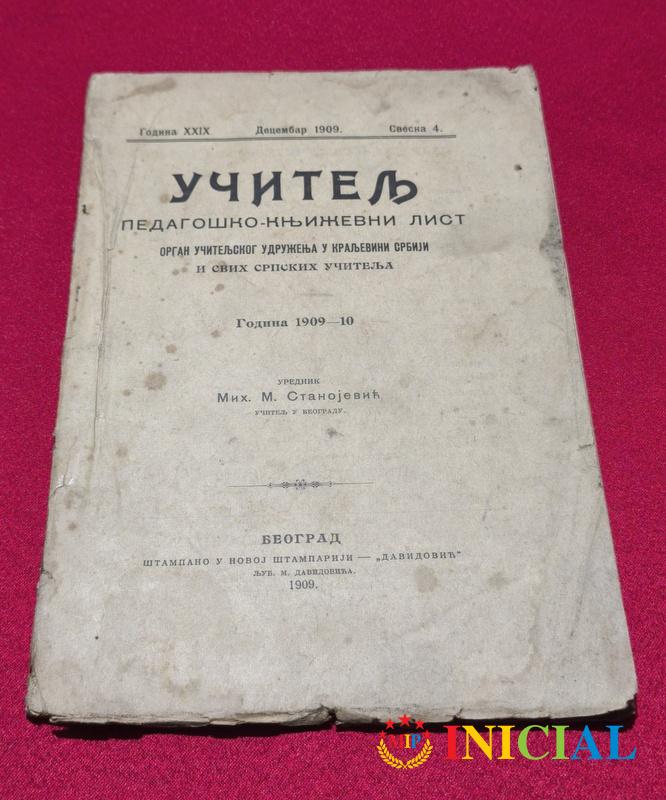 Година XXIX Децембар 1909. Свеска 4.
УЧИТЕЉ
ПЕДАГОШКО-КЊИЖЕВНИ ЛИСТ
ОРГАН УЧИТЕЉСКОГ УДРУЖЕЊА У КРАЉЕВИНИ СРБИЈИ
И СВИХ СРПСКИХ УЧИТЕЉА
Година 1909—10
УРЕДНИК
Мих. М. Станојевић
УЧИТЕЉ У БЕОГРАДУ.
БЕОГРАД
ШТАМПАНО У НОВОЈ ШТАМПАРИЈИ — „ДАВИДОВИЋ“
ЉУБ. М. ДАВИДОВИЋА.
1909.
MIP INICIAL